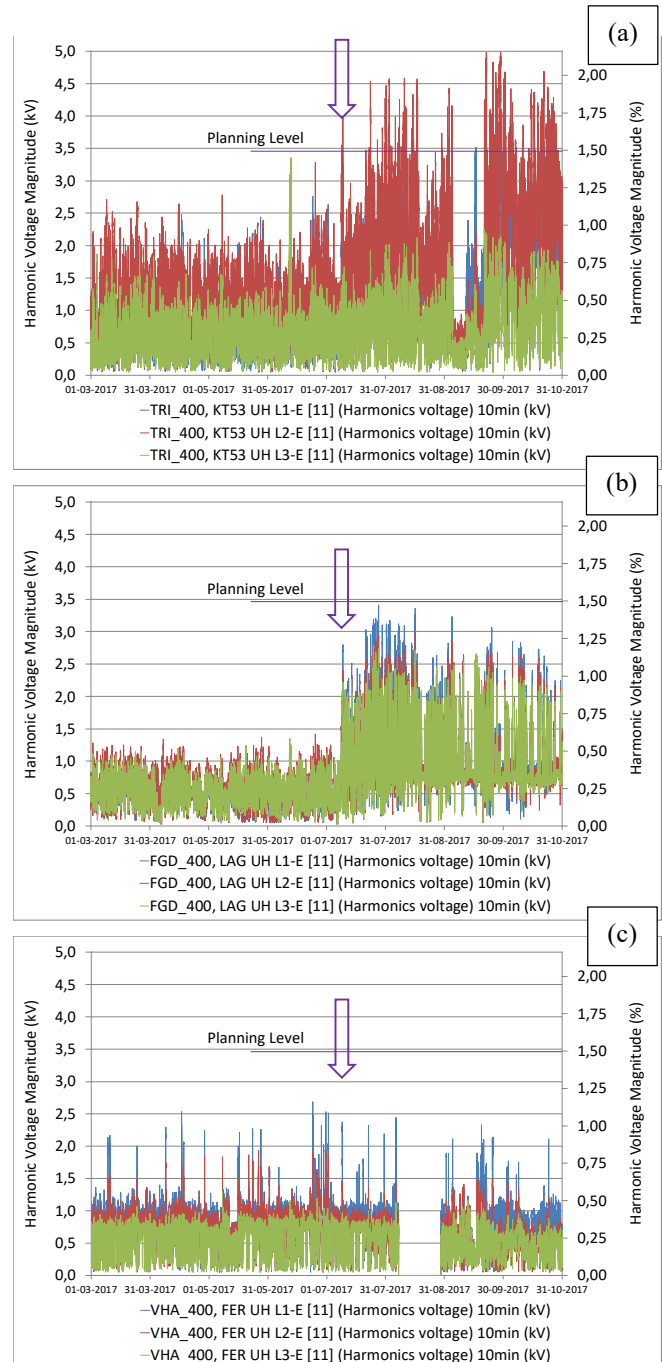 (a)
5,0
4,5
4,0
3,5
3,0
2,5
2,0
1,5
1,0
0,5
0,0
Harmonic Voltage Magnitude (kV)
Planning Level
2,00
1,75
1,50
1,25
1,00
0,75
0,50
0,25
0,00
Harmonic Voltage Magnitude (%)
01-03-2017 31-03-2017 01-05-2017 31-05-2017 01-07-2017 31-07-2017 31-08-2017 30-09-2017 31-10-2017
TRI_400, KT53 UH L1-E [11] (Harmonics voltage) 10min (kV)
TRI_400, KT53 UH L2-E [11] (Harmonics voltage) 10min (kV)
TRI_400, KT53 UH L3-E [11] (Harmonics voltage) 10min (kV)
(b)
5,0
4,5
4,0
3,5
3,0
2,5
2,0
1,5
1,0
0,5
0,0
Harmonic Voltage Magnitude (kV)
Planning Level
2,00
1,75
1,50
1,25
1,00
0,75
0,50
0,25
0,00
Harmonic Voltage Magnitude (%)
01-03-2017 31-03-2017 01-05-2017 31-05-2017 01-07-2017 31-07-2017 31-08-2017 30-09-2017 31-10-2017
FGD_400, LAG UH L1-E [11] (Harmonics voltage) 10min (kV)
FGD_400, LAG UH L2-E [11] (Harmonics voltage) 10min (kV)
FGD_400, LAG UH L3-E [11] (Harmonics voltage) 10min (kV)
(c)
5,0
4,5
4,0
3,5
3,0
2,5
2,0
1,5
1,0
0,5
0,0
Harmonic Voltage Magnitude (kV)
Planning Level
2,00
1,75
1,50
1,25
1,00
0,75
0,50
0,25
0,00
Harmonic Voltage Magnitude (%)
01-03-2017 31-03-2017 01-05-2017 31-05-2017 01-07-2017 31-07-2017 31-08-2017 30-09-2017 31-10-2017
VHA_400, FER UH L1-E [11] (Harmonics voltage) 10min (kV)
VHA_400, FER UH L2-E [11] (Harmonics voltage) 10min (kV)
VHA_400, FER UH L3-E [11] (Harmonics voltage) 10min (kV)